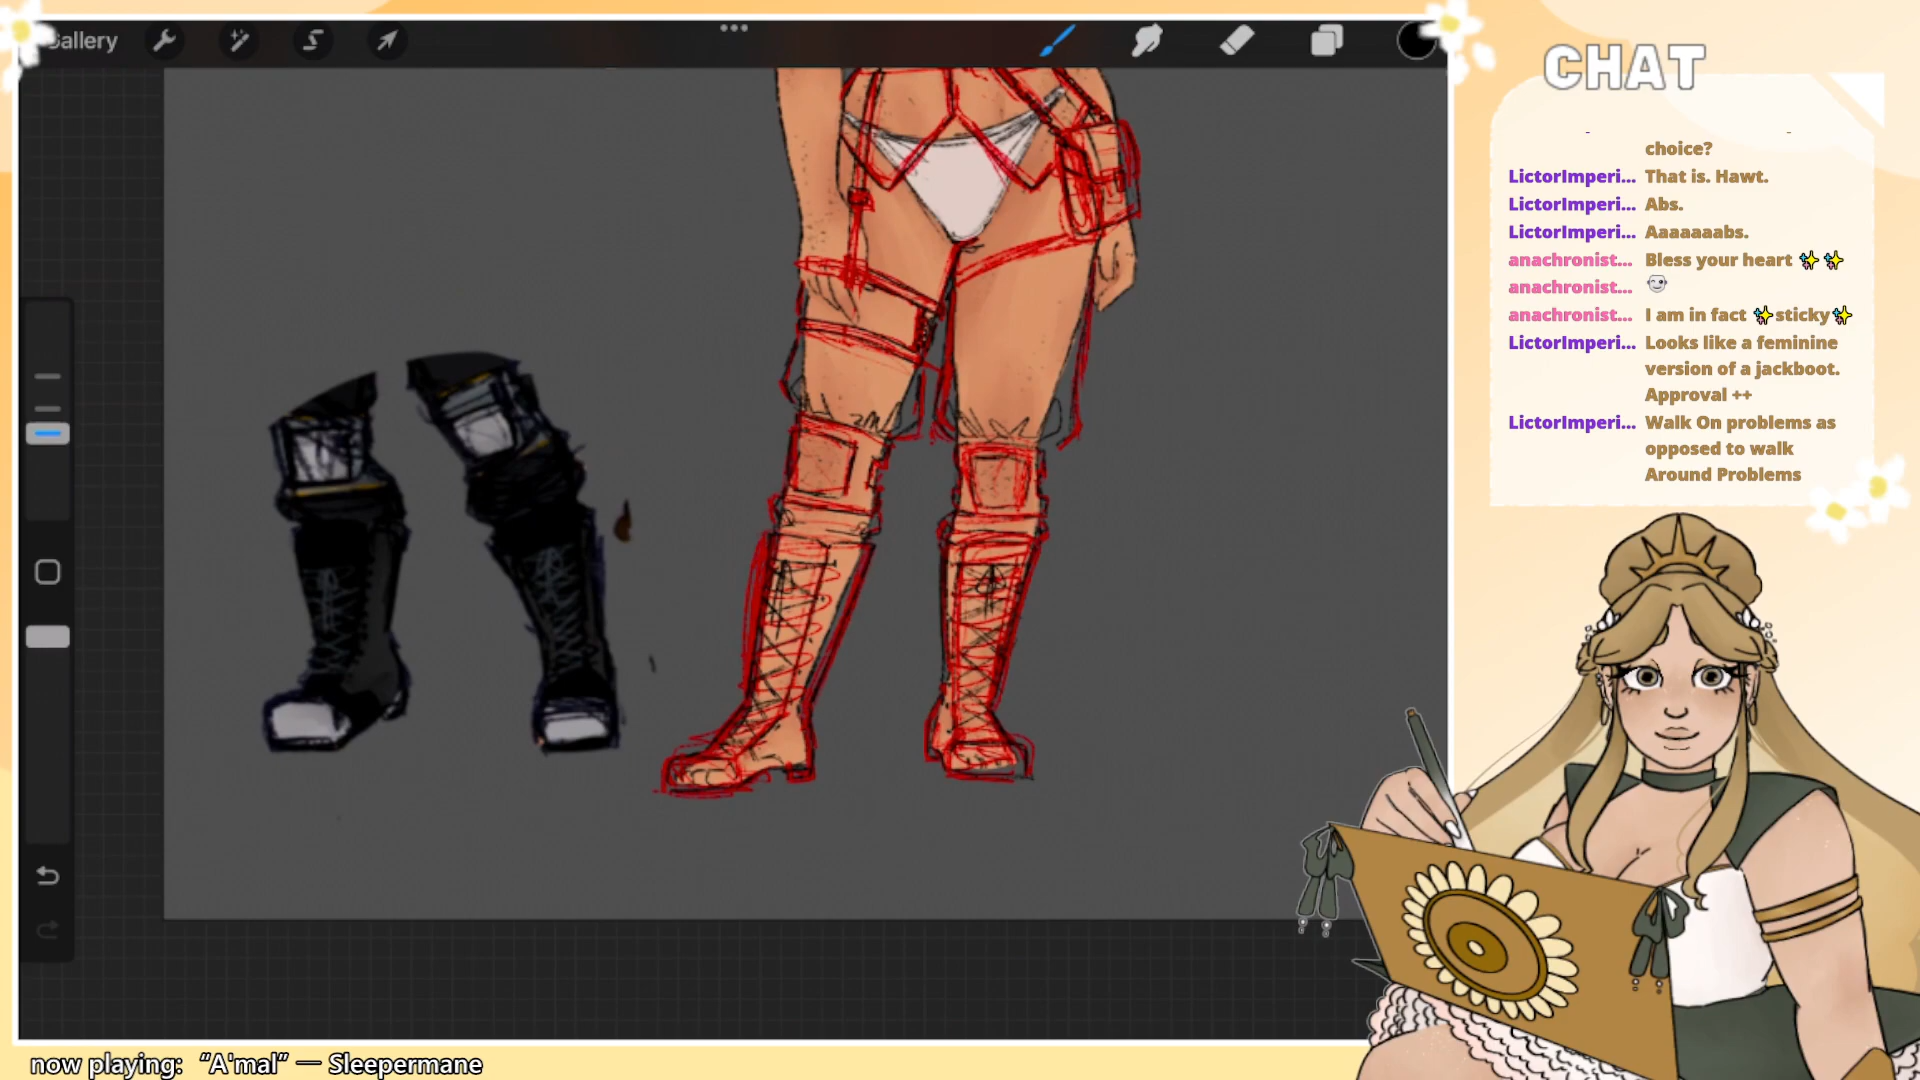 Gallery
CHAT
choice?
LictorImperi... That is. Hawt.
LictorImperi... Abs.
LictorImperi... Aaaaaaabs.
anachronist... Bless your heart
anachronist...
anachronist... I am in fact ✨sticky✨
LictorImperi... Looks like a feminine
version of a jackboot.
Approval ++
LictorImperi... Walk On problems as
opposed to walk
Around Problems
now playing: “A'mal” — Sleepermane